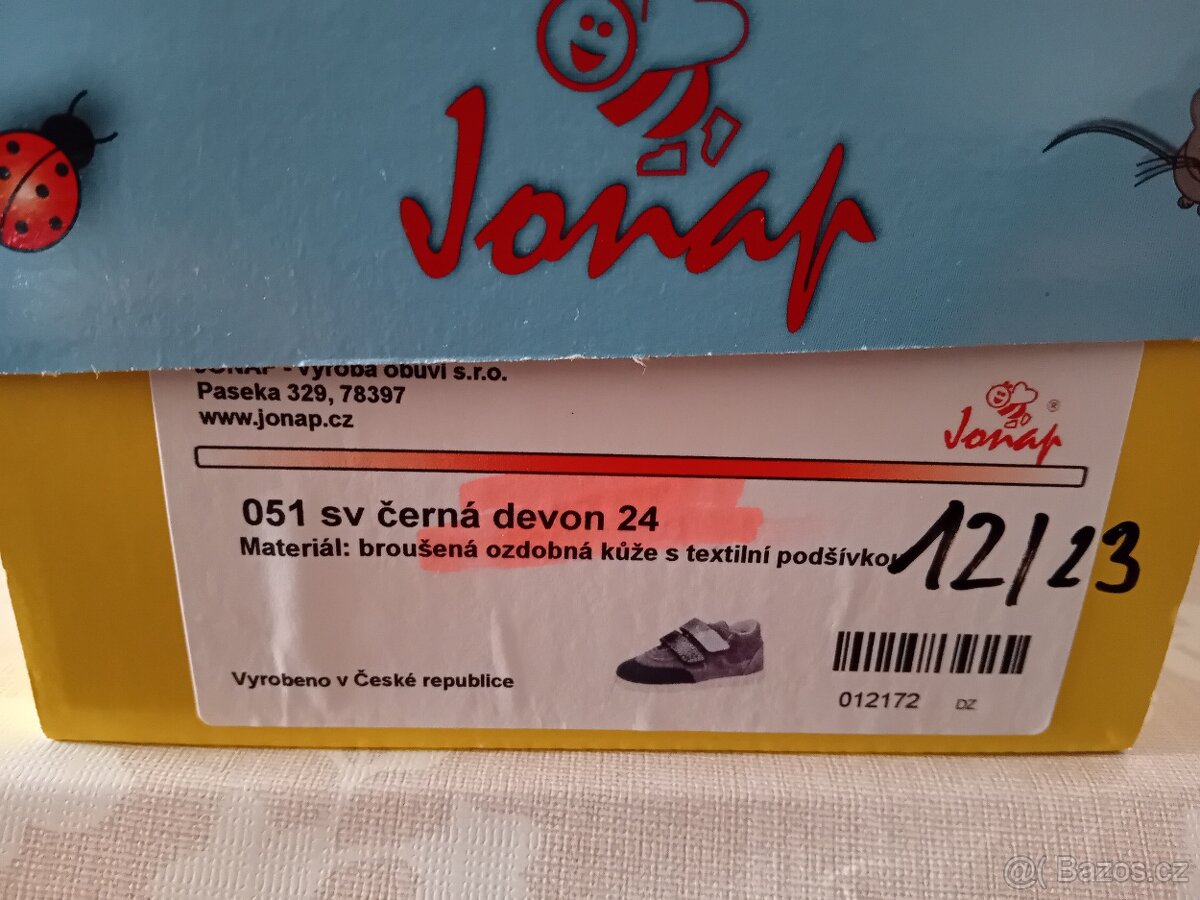 Jonap
JONAP - výroba obuvi s.r.o.
Paseka 329, 78397
www.jonap.cz
Jonap ®
051 sv černá devon 24
Materiál: broušená ozdobná kůže s textilní podšívkou
12/23
Vyrobeno v České republice
012172 DZ
@( Bazos.cz